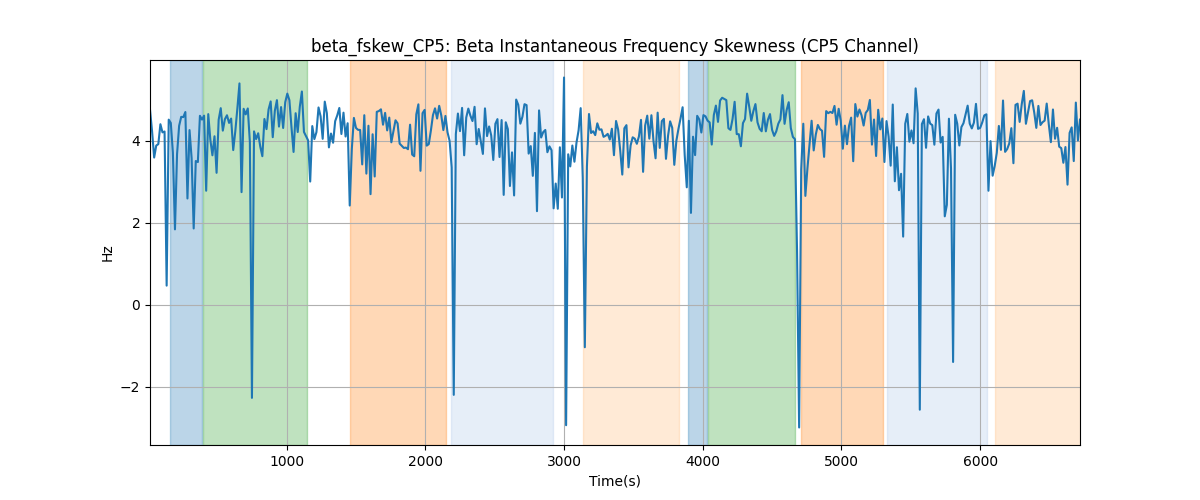 beta_fskew_CP5: Beta Instantaneous Frequency Skewness (CP5 Channel)
Hz
4
2
0
−2
1000 2000 3000 4000 5000 6000
Time(s)